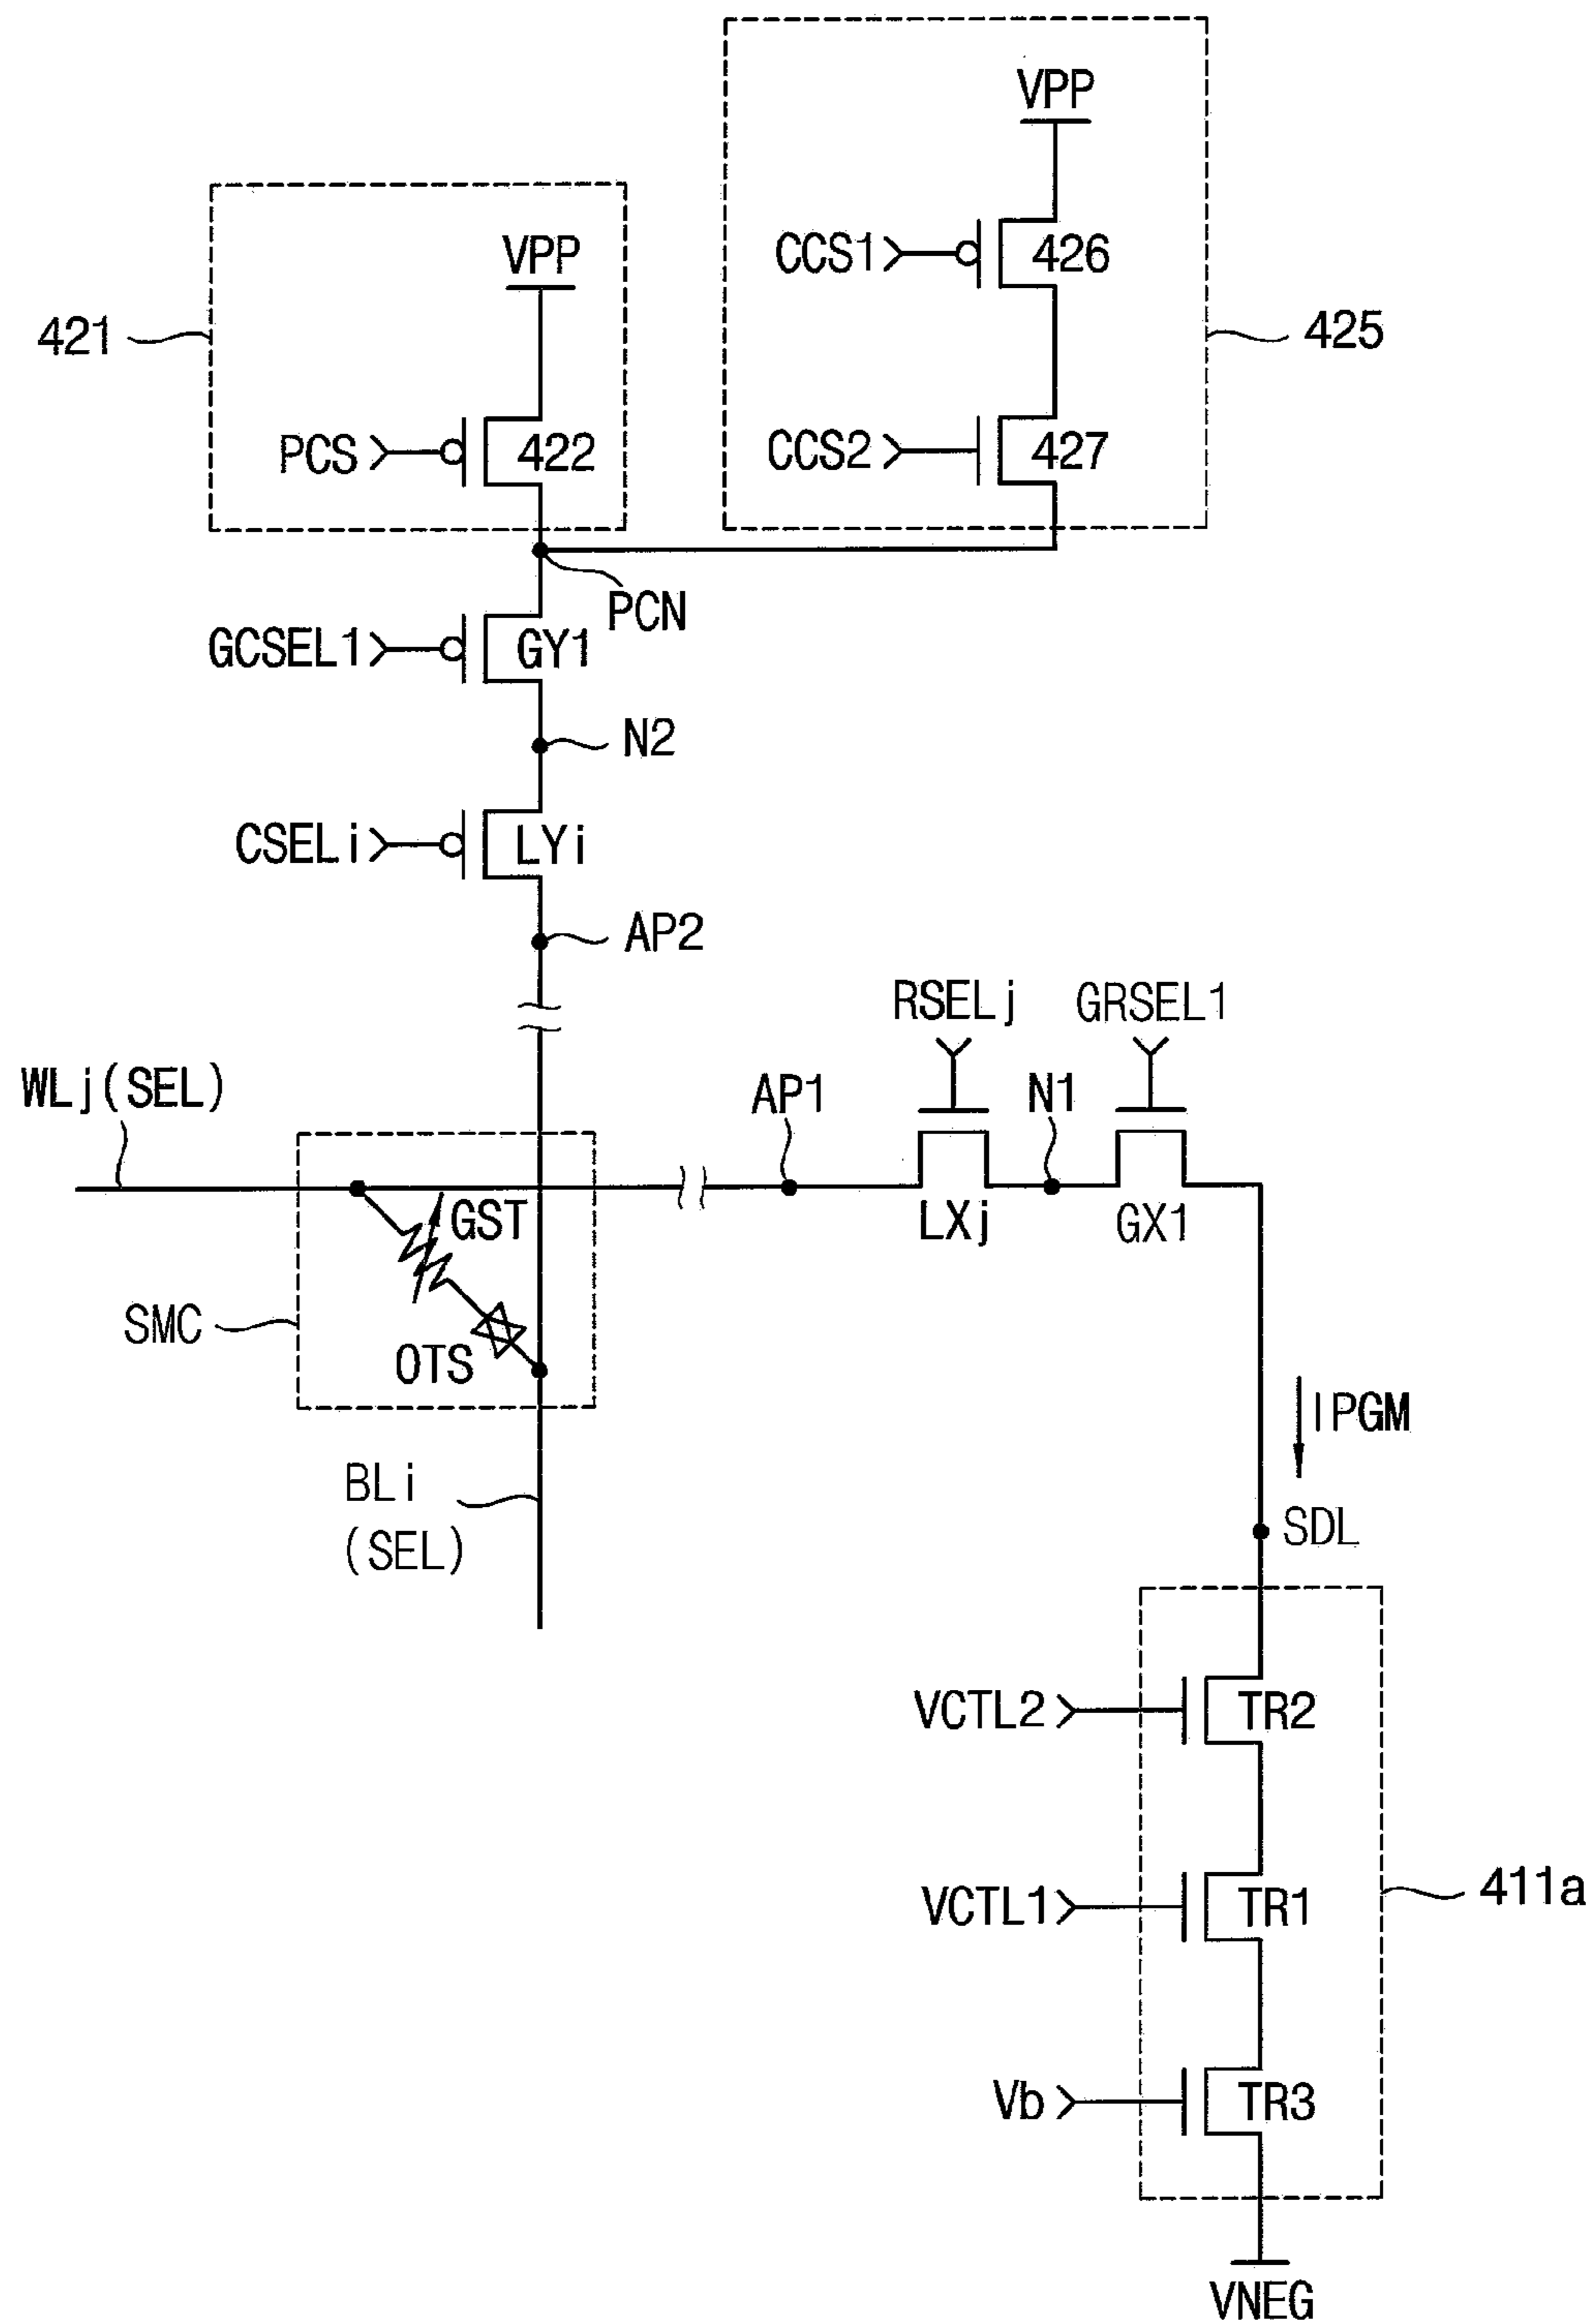 VPP
VPP
CCS1
426
421
425
PCS
422
CCS2
427
PCN
GCSEL1
GY1
N2
CSELi
LYi
AP2
RSELj
GRSEL1
WLj(SEL)
AP1
N1
GST
LXj
GX1
SMC
OTS
IPGM
BLi
(SEL)
SDL
VCTL2
TR2
VCTL1
TR1
411a
Vb
TR3
VNEG